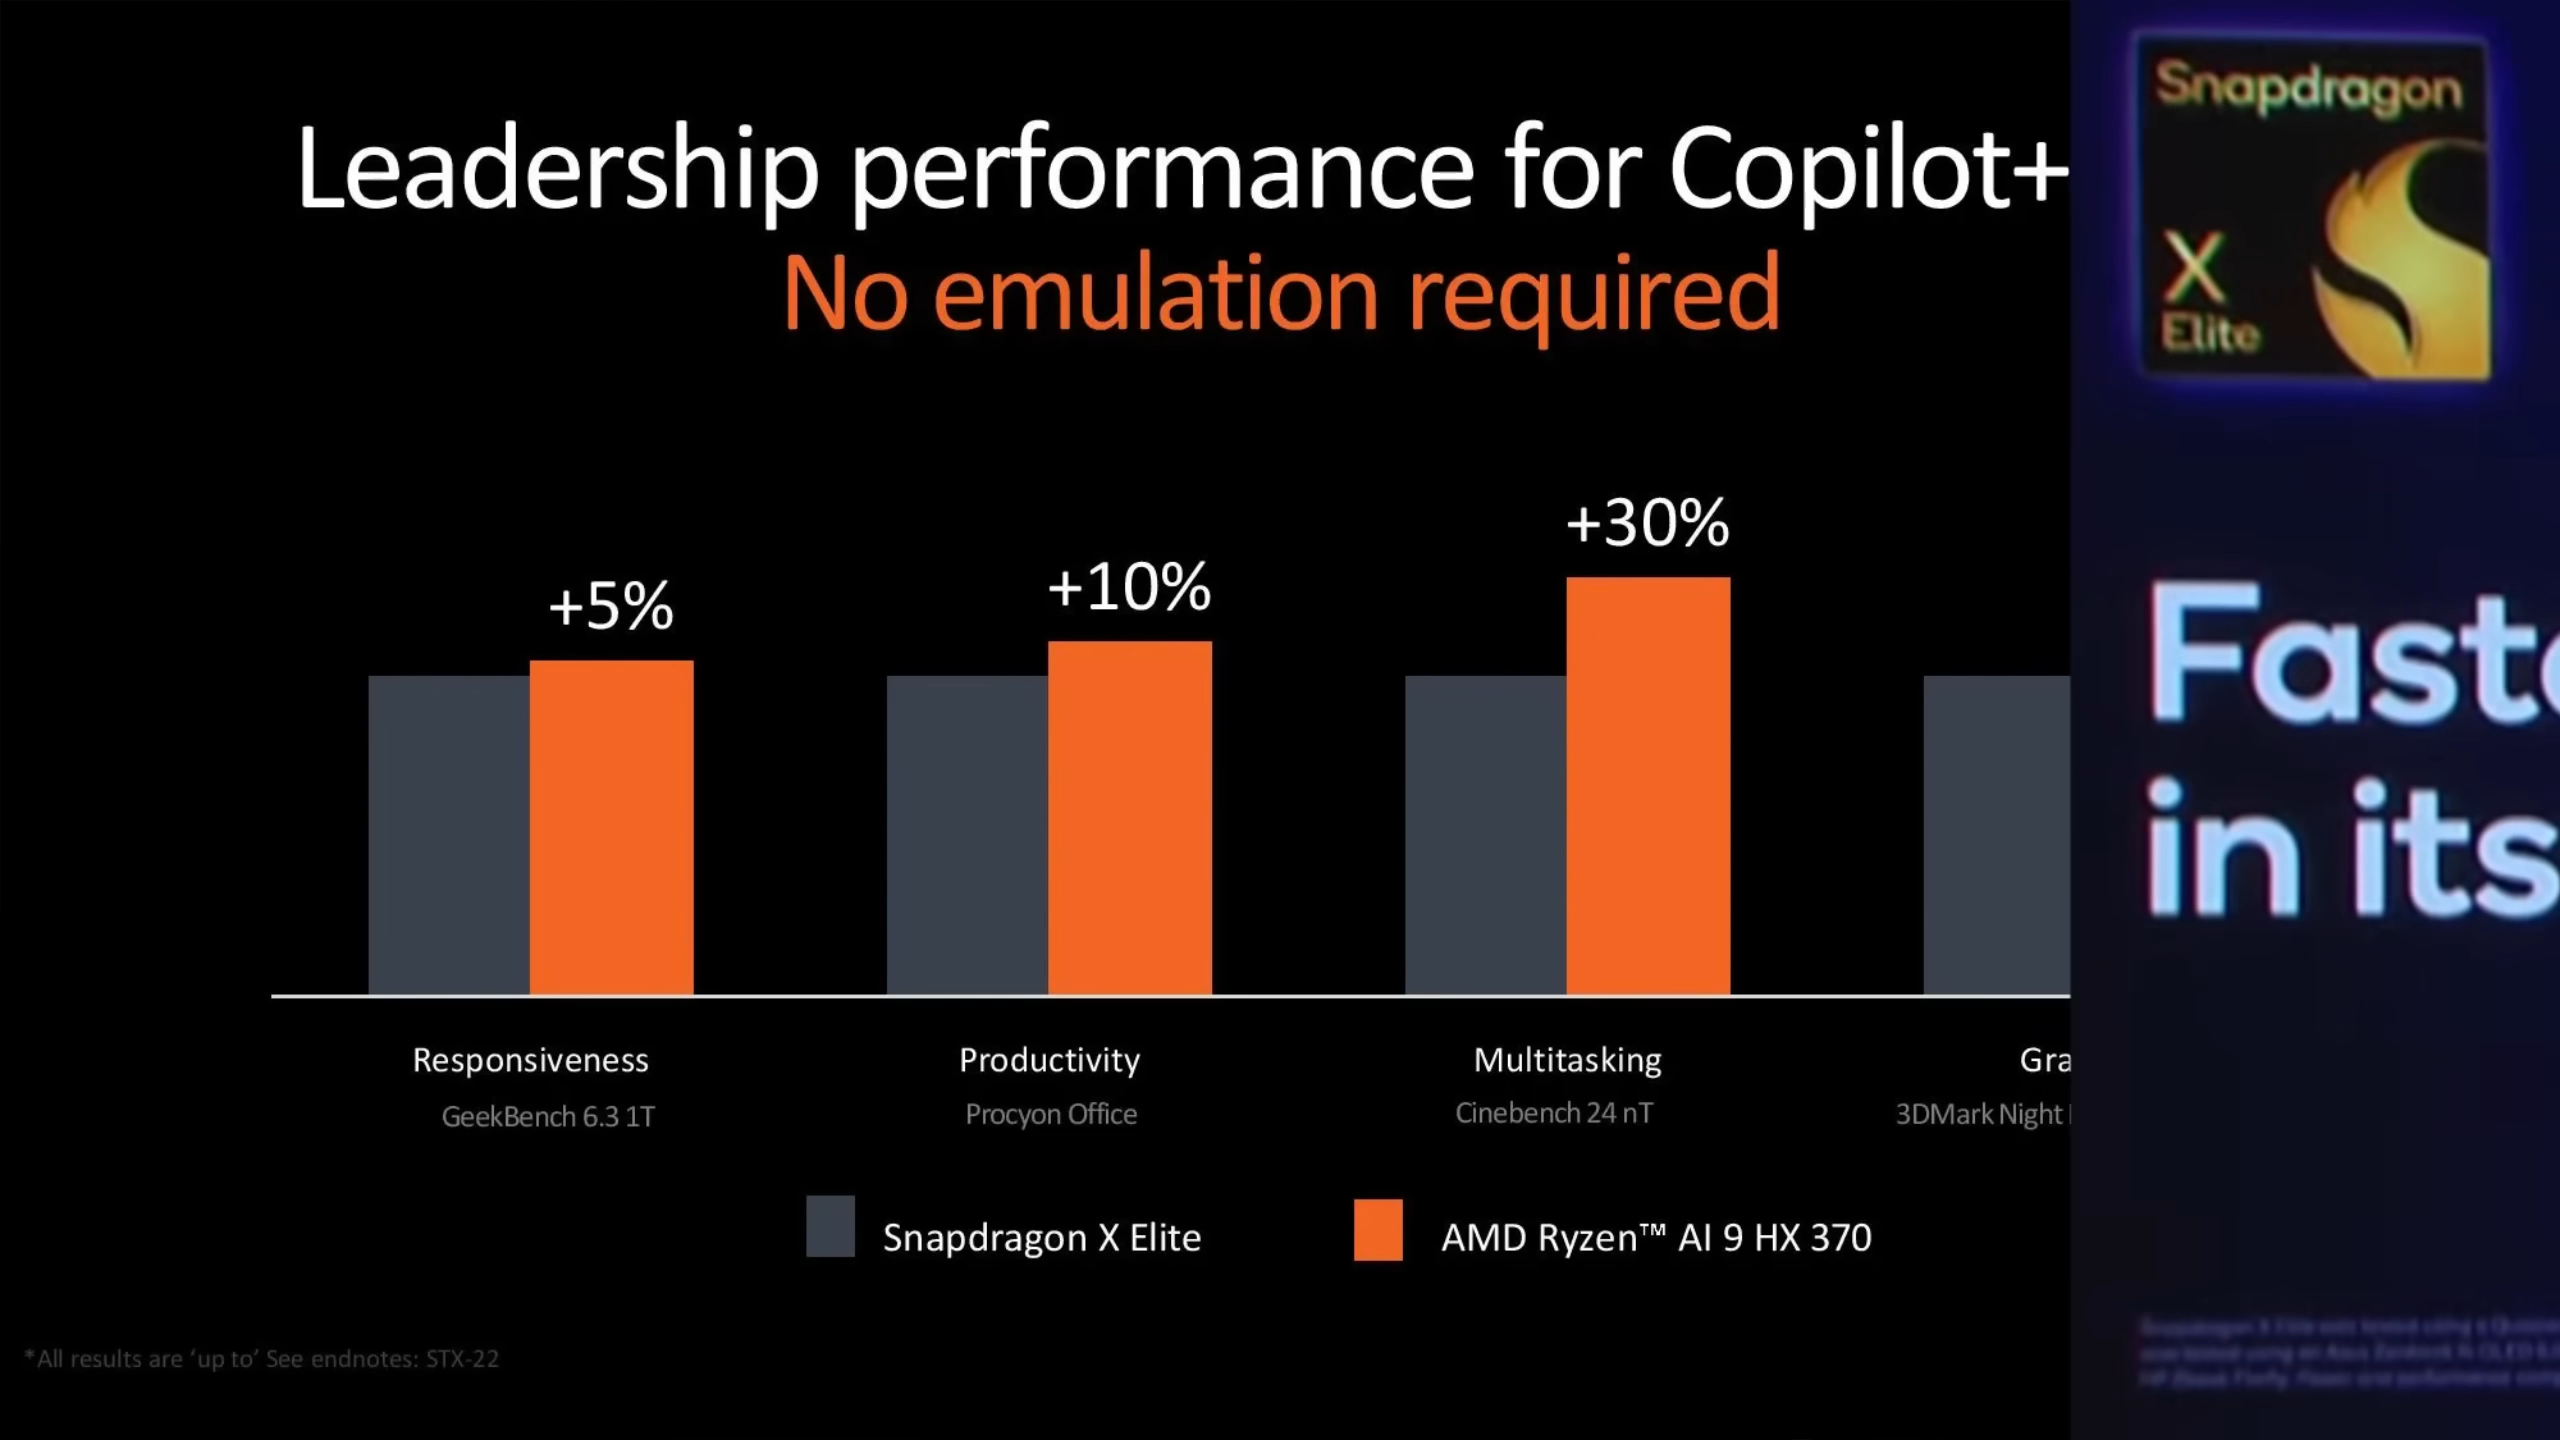 Leadership performance for Copilot+
No emulation required
+5%
+10%
+30%
Responsiveness
GeekBench 6.3 1T
Productivity
Procyon Office
Multitasking
Cinebench 24 nT
Gra
3DMark Night
Snapdragon X Elite
AMD Ryzen™ AI 9 HX 370
*All results are ‘up to’ See endnotes: STX-22
Snapdragon
X
Elite
Faste
in its